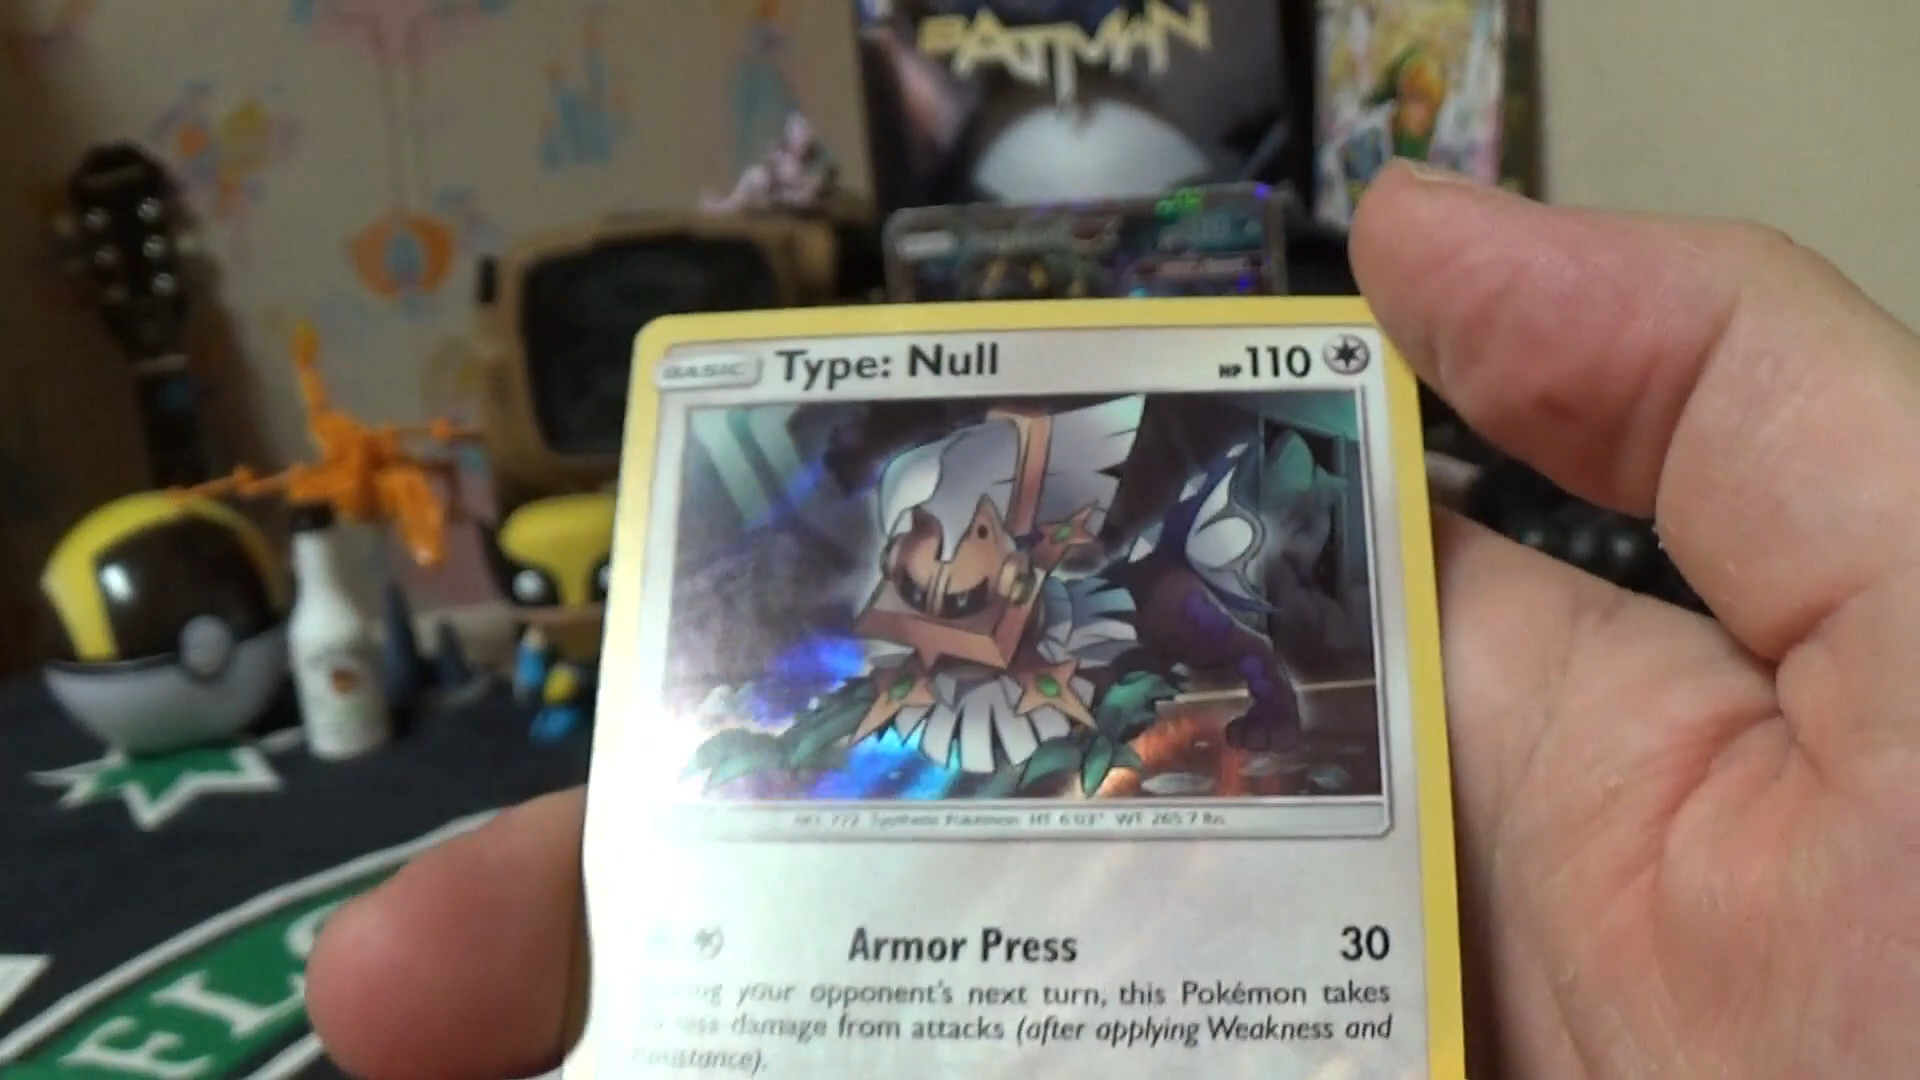 BATMAN
BASIC Type: Null HP 110
NO. 772 Synthetic Pokémon HT 6'03" WT 265.7 lbs.
Armor Press 30
your opponent's next turn, this Pokémon takes
less damage from attacks (after applying Weakness and
Resistance).